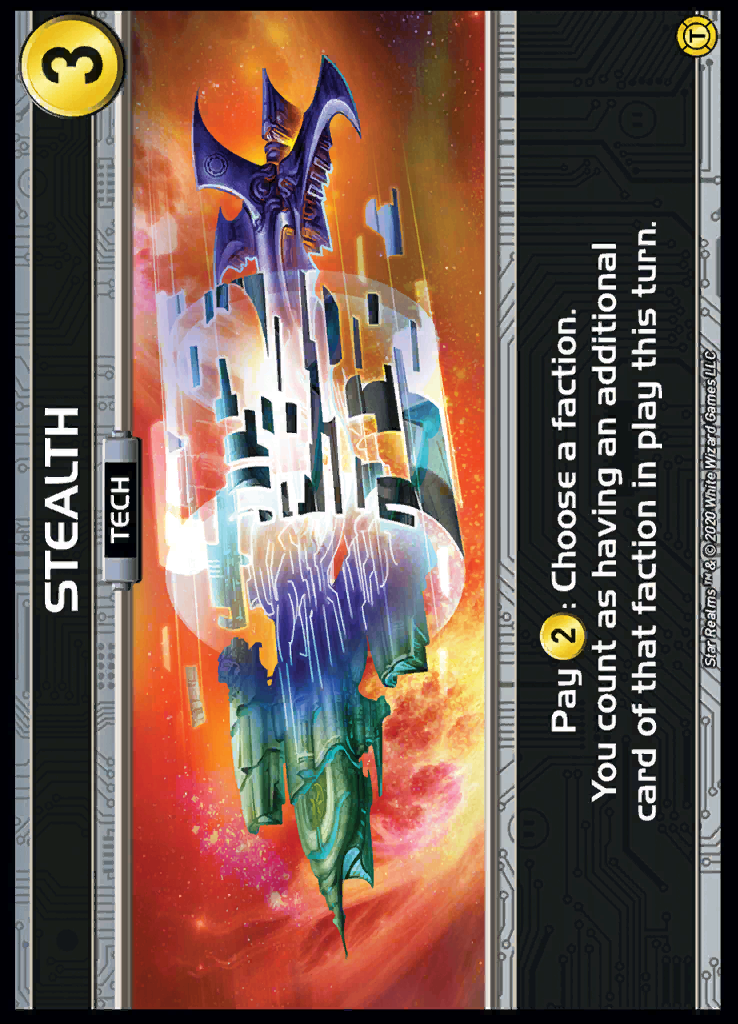 3
STEALTH
TECH
Pay 2 : Choose a faction.
You count as having an additional
card of that faction in play this turn.
Star Realms™ & © 2020 White Wizard Games LLC
T